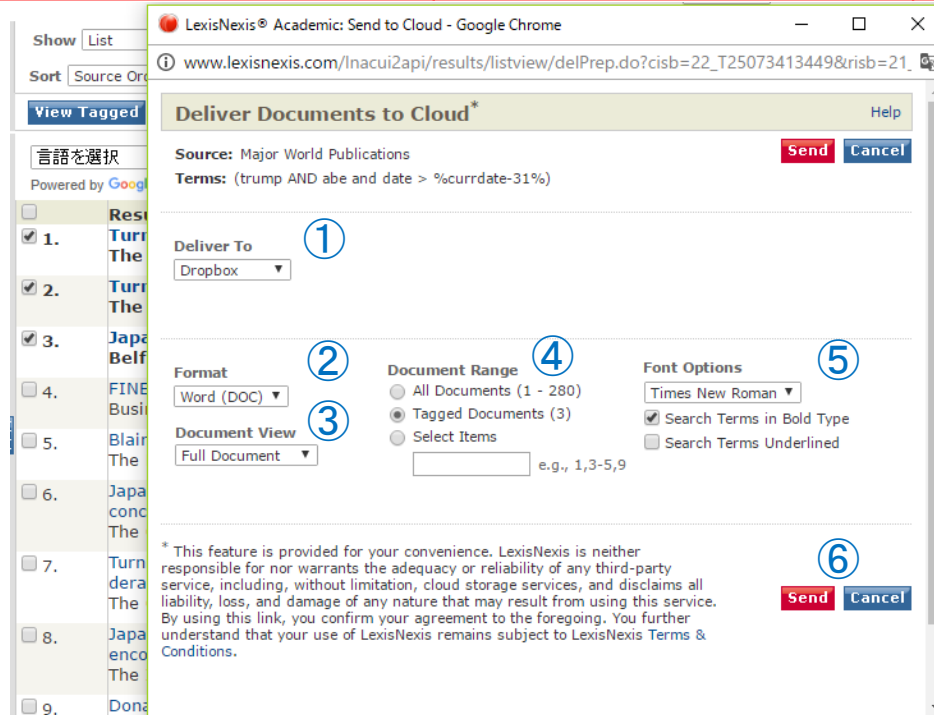 Show List
Sort Source Ord
View Tagged
言語を選択
Powered by Google
Resu
1. Turn
The
2. Turn
The
3. Japa
Belf
4. FINE
Busi
5. Blair
The
6. Japa
conc
The
7. Turn
dera
The
8. Japa
enco
The
9. Dona
LexisNexis® Academic: Send to Cloud - Google Chrome
www.lexisnexis.com/lnacui2api/results/listview/delPrep.do?cisb=22_T25073413449&risb=21_
Deliver Documents to Cloud*
Help
Source: Major World Publications
Send Cancel
Terms: (trump AND abe and date > %currdate-31%)
Deliver To ①
Dropbox
Format ②
Word (DOC)
Document View ③
Full Document
Document Range ④
All Documents (1 - 280)
Tagged Documents (3)
Select Items
e.g., 1,3-5,9
Font Options ⑤
Times New Roman
Search Terms in Bold Type
Search Terms Underlined
* This feature is provided for your convenience. LexisNexis is neither
responsible for nor warrants the adequacy or reliability of any third-party
service, including, without limitation, cloud storage services, and disclaims all
liability, loss, and damage of any nature that may result from using this service.
By using this link, you confirm your agreement to the foregoing. You further
understand that your use of LexisNexis remains subject to LexisNexis Terms &
Conditions.
⑥
Send Cancel